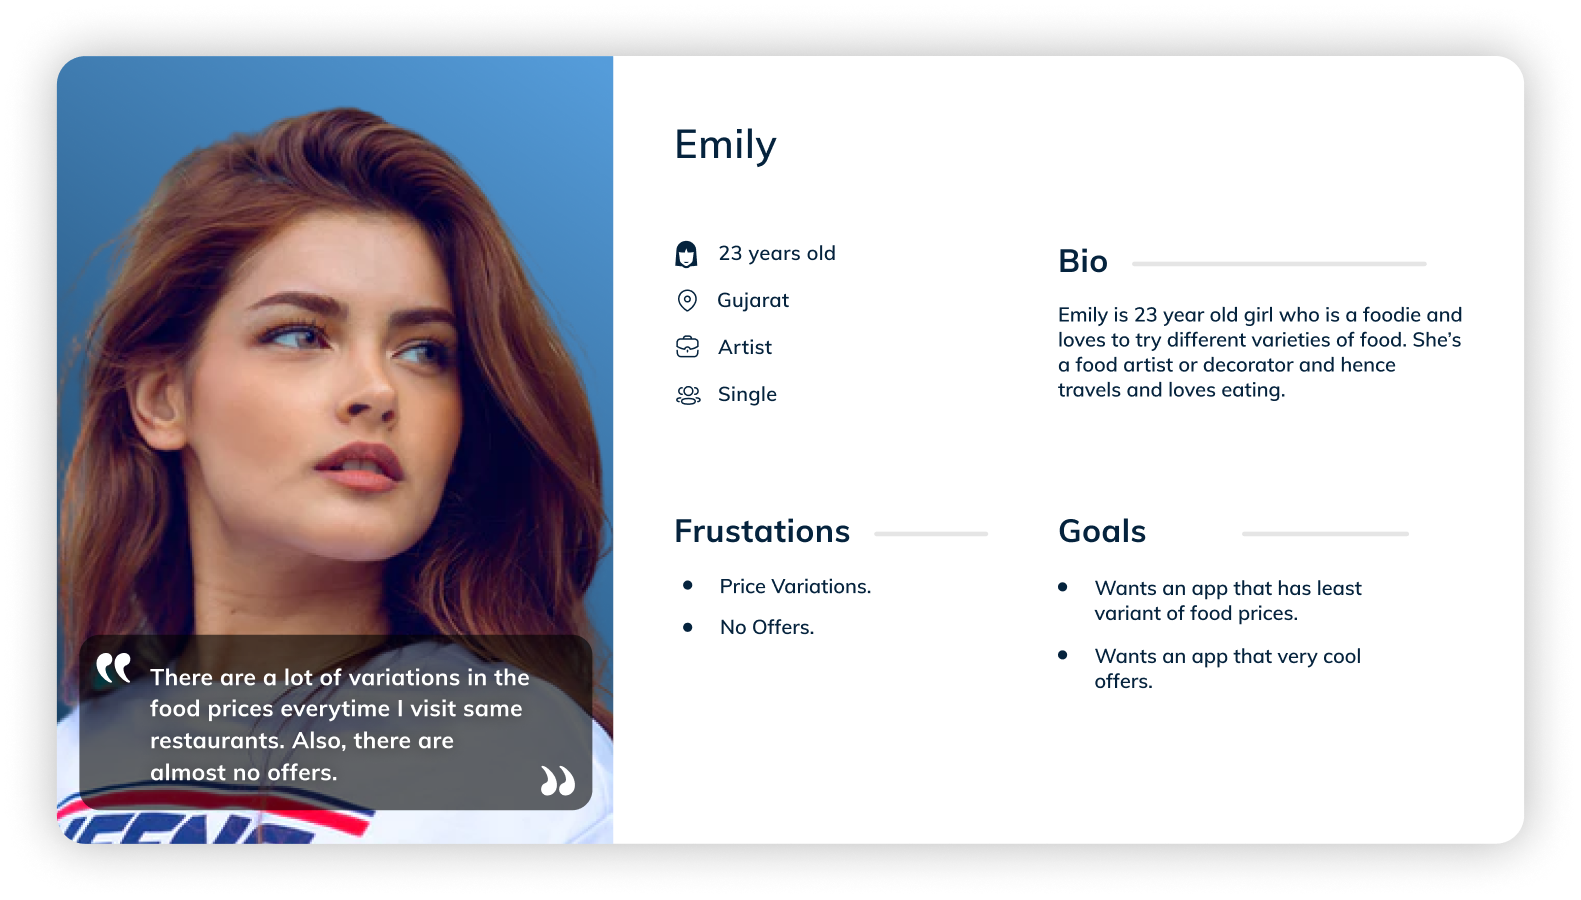 Emily
23 years old
Gujarat
Artist
Single
Bio
Emily is 23 year old girl who is a foodie and
loves to try different varieties of food. She's
a food artist or decorator and hence
travels and loves eating.
Frustations
Price Variations.
No Offers.
Goals
Wants an app that has least
variant of food prices.
Wants an app that very cool
offers.
“There are a lot of variations in the
food prices everytime I visit same
restaurants. Also, there are
almost no offers.”